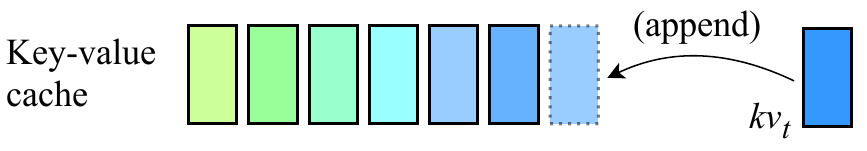 Key-value
cache
(append)
kv_t